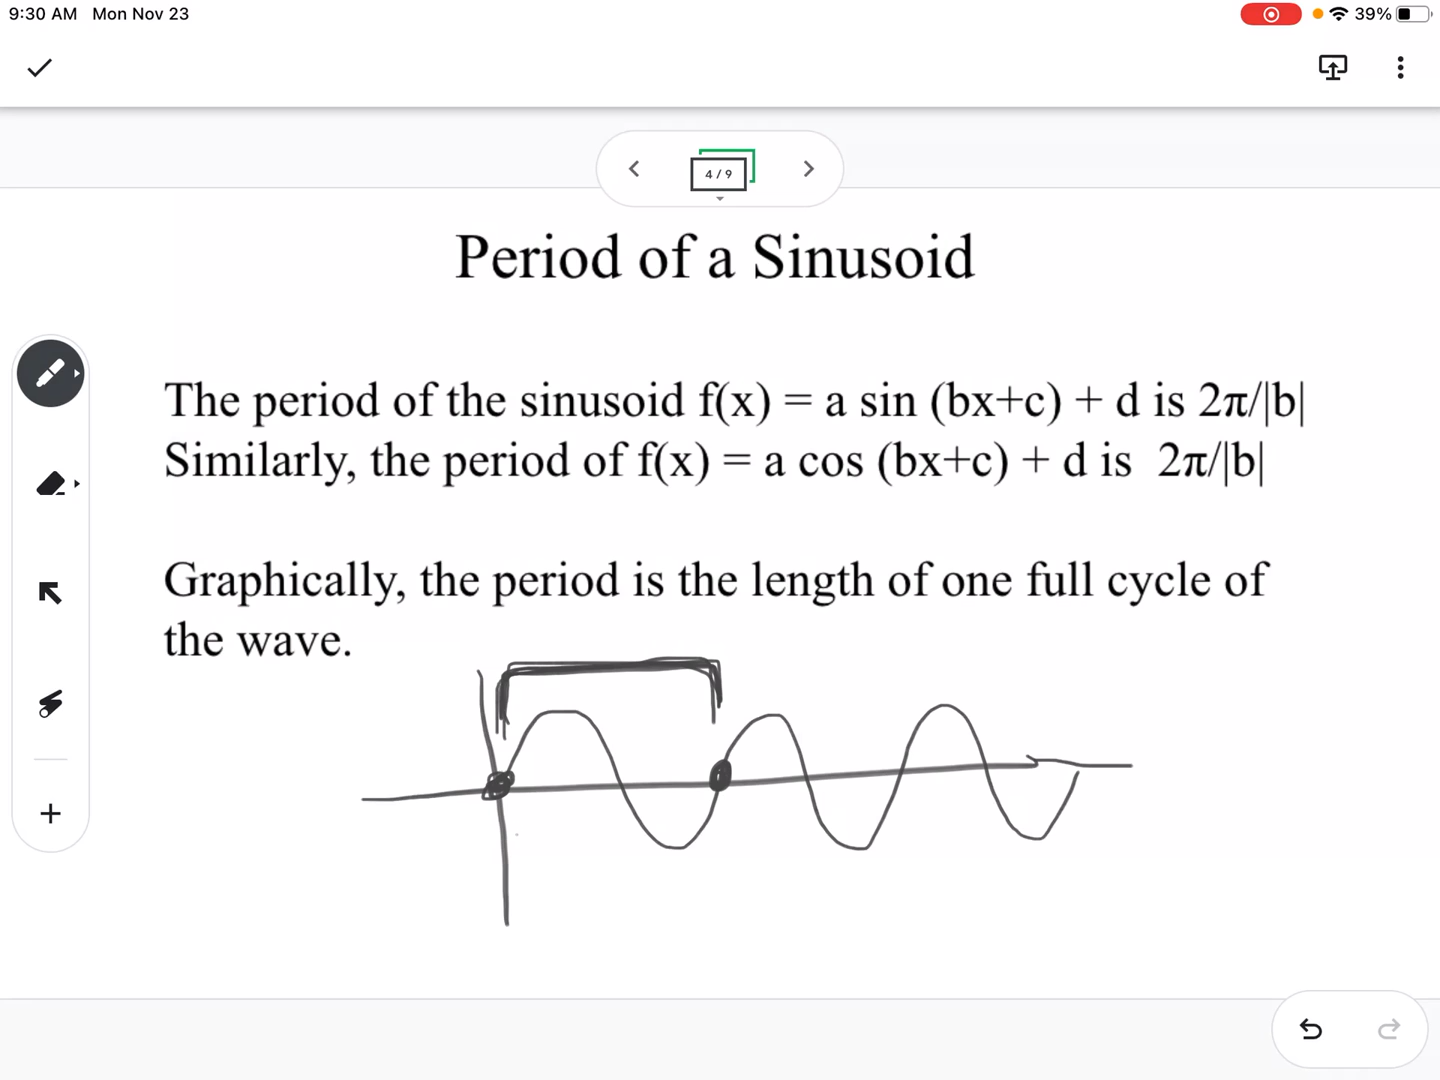 9:30 AM Mon Nov 23
39%
4 / 9
Period of a Sinusoid
The period of the sinusoid f(x) = a sin (bx+c) + d is 2π/|b|
Similarly, the period of f(x) = a cos (bx+c) + d is 2π/|b|
Graphically, the period is the length of one full cycle of
the wave.